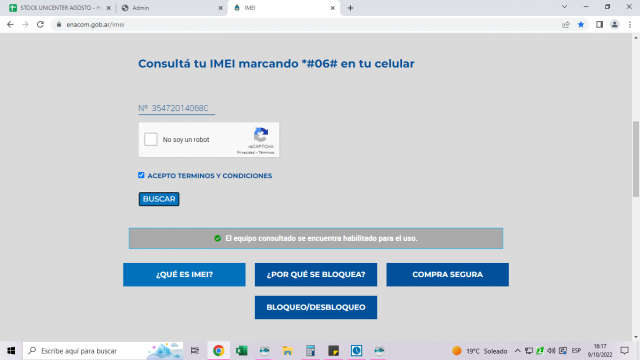 STOCK UNICENTER AGOSTO - H
Admin
IMEI
enacom.gob.ar/imei
Consultá tu IMEI marcando *#06# en tu celular
Nº 354720140680
No soy un robot
reCAPTCHA
Privacidad - Términos
ACEPTO TERMINOS Y CONDICIONES
BUSCAR
El equipo consultado se encuentra habilitado para el uso.
¿QUÉ ES IMEI?
¿POR QUÉ SE BLOQUEA?
COMPRA SEGURA
BLOQUEO/DESBLOQUEO
Escribe aquí para buscar
19°C Soleado
ESP
16:17
9/10/2022